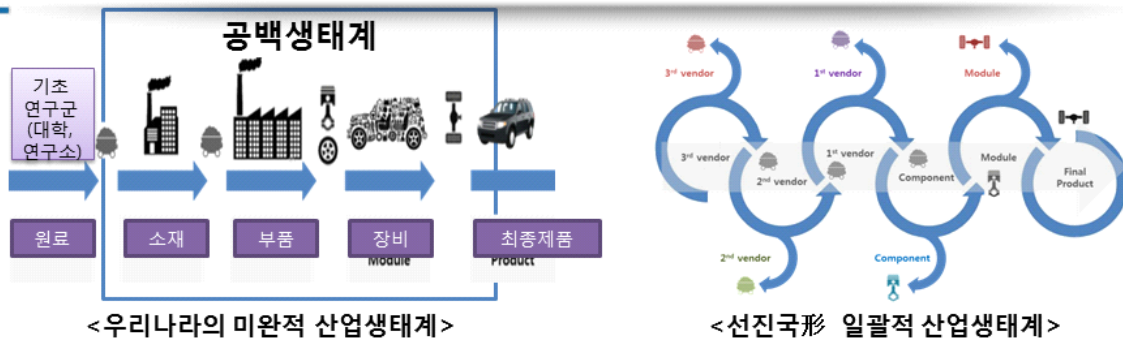 공백생태계
기초
연구군
(대학,
연구소)
원료
소재
부품
장비
최종제품
Module
Product
<우리나라의 미완적 산업생태계>
3rd vendor
1st vendor
Module
3rd vendor
2nd vendor
1st vendor
Component
Module
Final
Product
2nd vendor
Component
<선진국形 일괄적 산업생태계>